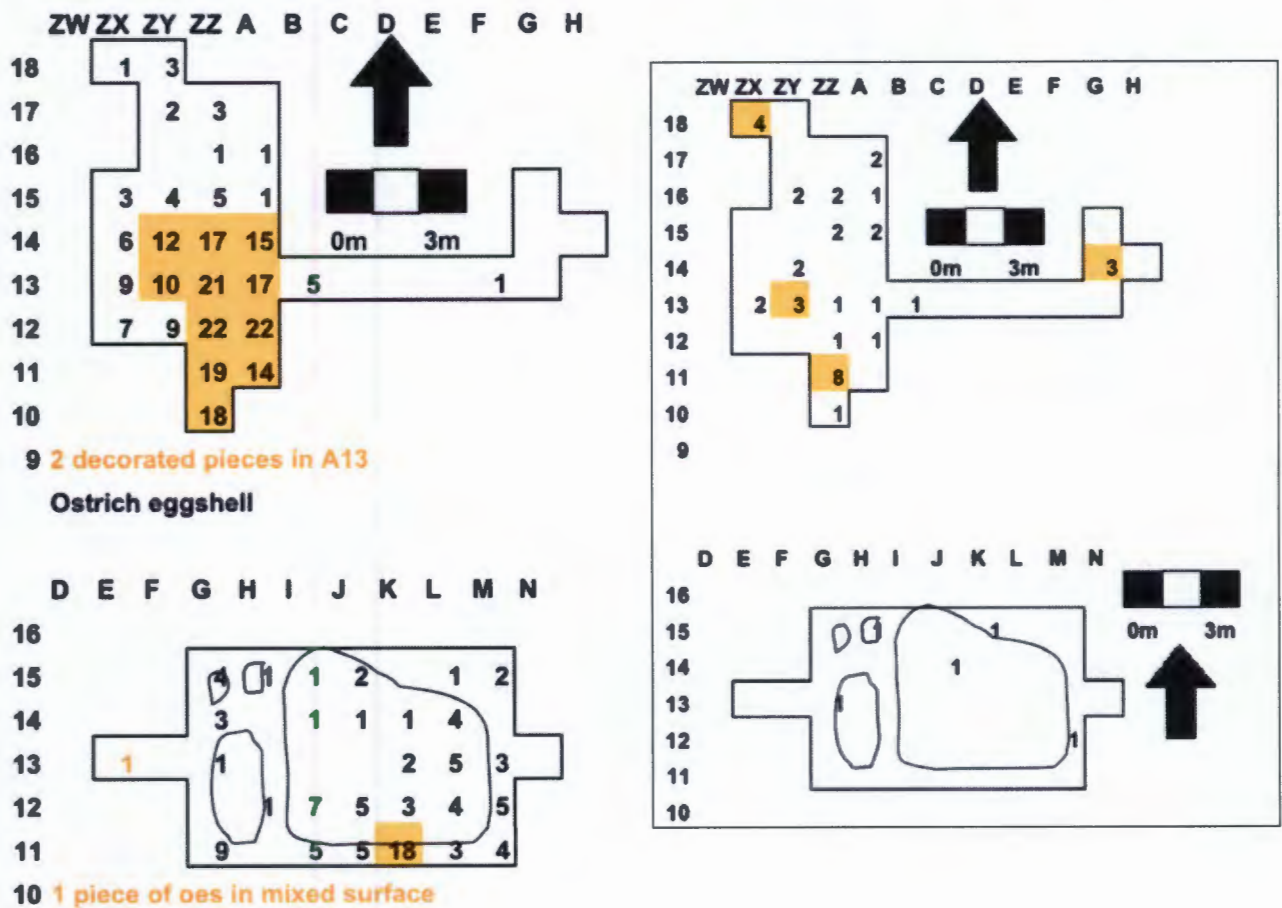 ZW ZX ZY ZZ A B C D E F G H
18 1 3
17 2 3
16 1 1
15 3 4 5 1
14 6 12 17 15 0m 3m
13 9 10 21 17 5 1
12 7 9 22 22
11 19 14
10 18
9 2 decorated pieces in A13
Ostrich eggshell
D E F G H I J K L M N
16
15 4 1 1 2 1 2
14 3 1 1 1 4
13 1 1 2 5 3
12 1 7 5 3 4 5
11 9 5 5 18 3 4
10 1 piece of oes in mixed surface
ZW ZX ZY ZZ A B C D E F G H
18 4
17 2
16 2 2 1
15 2 2
14 2 0m 3m 3
13 2 3 1 1 1
12 1 1
11 8
10 1
9
D E F G H I J K L M N
16
15 1 1 0m 3m
14 1
13 1
12 1
11
10